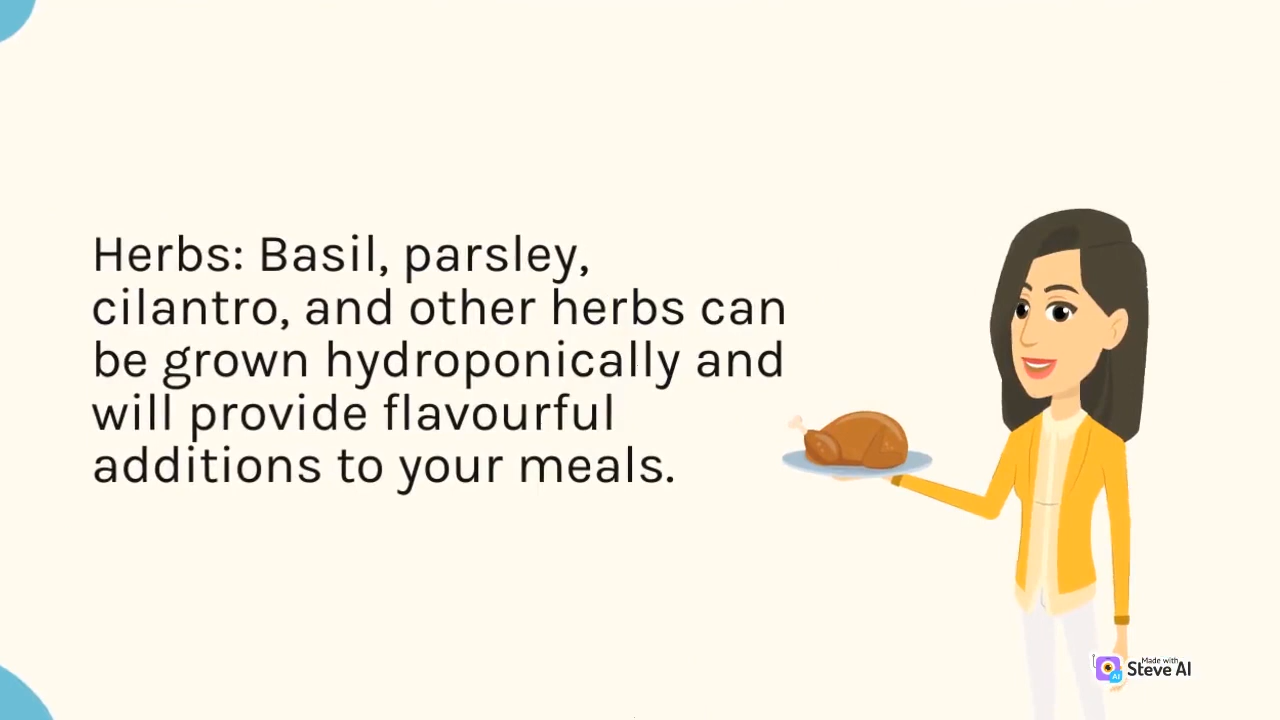 Herbs: Basil, parsley,
cilantro, and other herbs can
be grown hydroponically and
will provide flavourful
additions to your meals.
Made with
Steve AI
AI